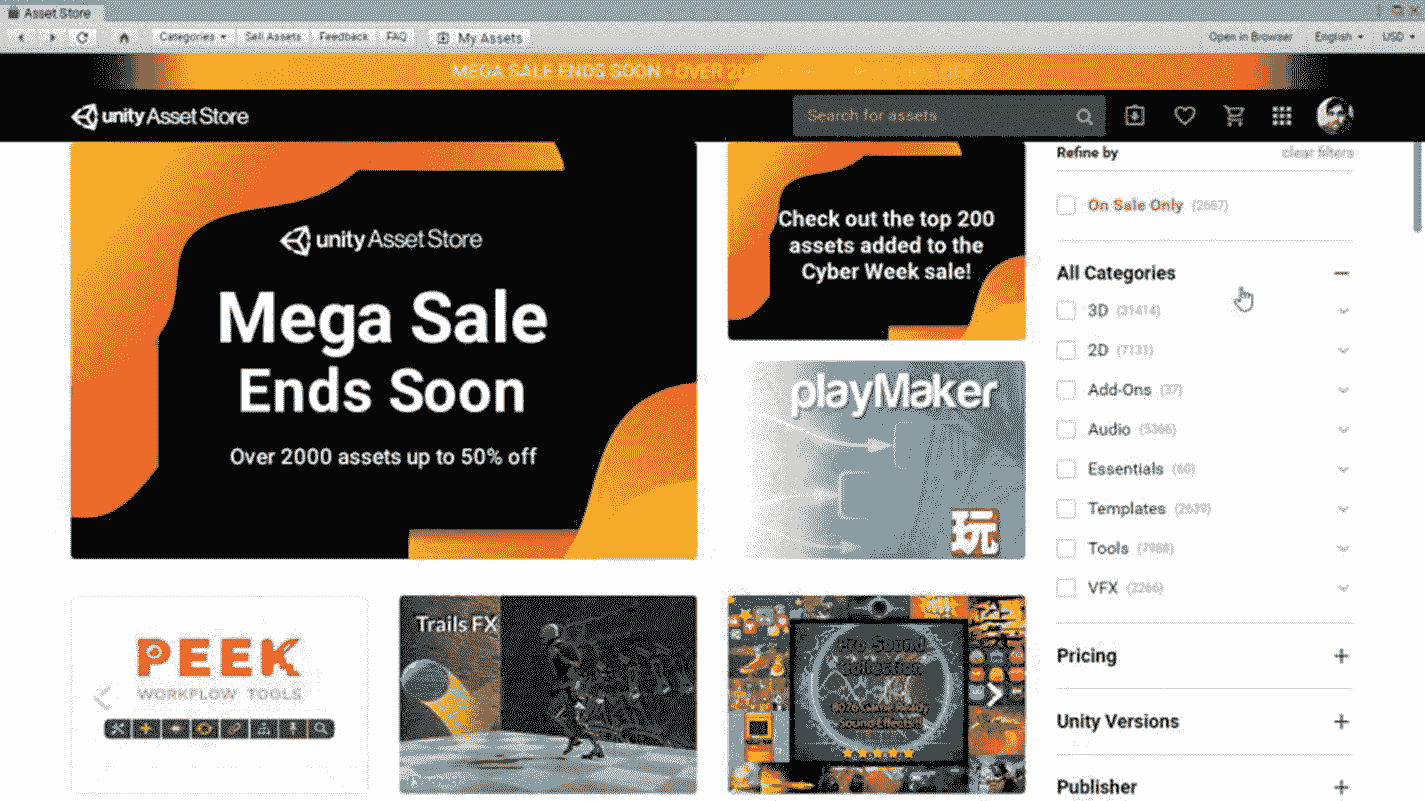 Asset Store
Categories
Sell Assets
Feedback
FAQ
My Assets
Open in Browser
English
USD
MEGA SALE ENDS SOON • OVER 20
OFF
unity Asset Store
Search for assets
unity Asset Store
Mega Sale
Ends Soon
Over 2000 assets up to 50% off
Check out the top 200
assets added to the
Cyber Week sale!
playMaker
玩
Refine by
clear filters
On Sale Only (2667)
All Categories
3D (31414)
2D (7131)
Add-Ons (37)
Audio (5366)
Essentials (60)
Templates (2639)
Tools (7988)
VFX (2266)
Pricing
Unity Versions
Publisher
PEEK
WORKFLOW TOOLS
Trails FX
Pro Sound
Collection
Game Ready
Sound Effects!!